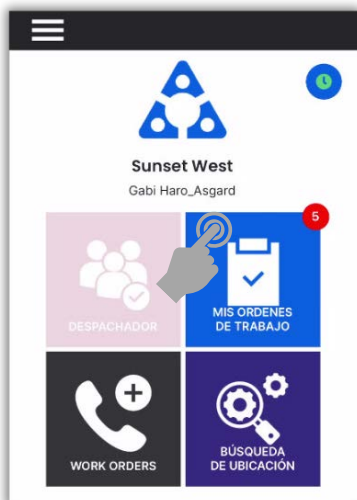 Sunset West
Gabi Haro_Asgard
5
DESPACHADOR
MIS ORDENES
DE TRABAJO
WORK ORDERS
BÚSQUEDA
DE UBICACIÓN